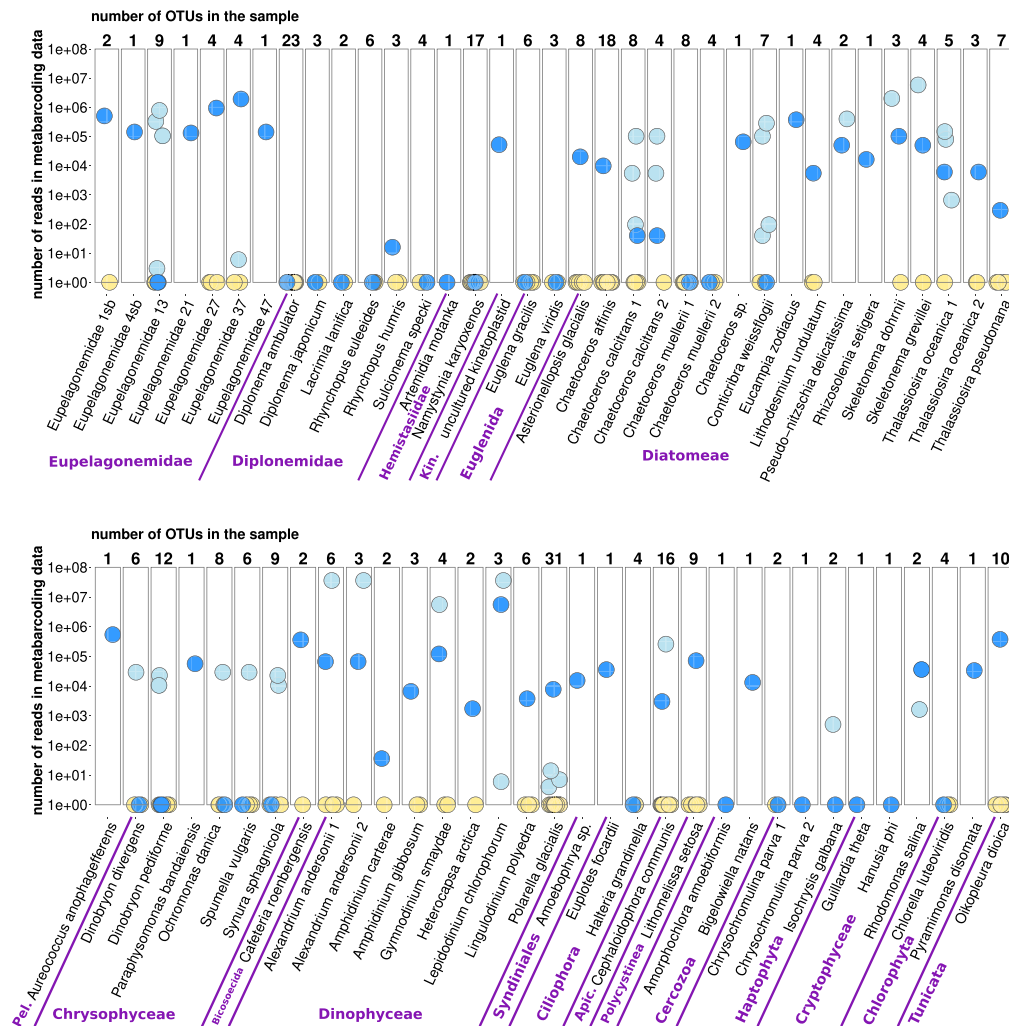 number of OTUs in the sample
2 1 9 1 4 4 1 23 3 2 6 3 4 1 17 1 6 3 8 18 8 4 8 4 1 7 1 4 2 1 3 4 5 3 7
number of reads in metabarcoding data
1e+08
1e+07
1e+06
1e+05
1e+04
1e+03
1e+02
1e+01
1e+00
Eupelagonemidae 1sb
Eupelagonemidae 4sb
Eupelagonemidae 13
Eupelagonemidae 21
Eupelagonemidae 27
Eupelagonemidae 37
Eupelagonemidae 47
Diplonema ambulator
Diplonema japonicum
Lacrimia lanifica
Rhynchopus euleeides
Rhynchopus humris
Sulcionema specki
Artemidia motanka
Namystynia karyoxenos
uncultured kinetoplastid
Euglena gracilis
Euglena viridis
Asterionellopsis glacialis
Chaetoceros affinis
Chaetoceros calcitrans 1
Chaetoceros calcitrans 2
Chaetoceros muellerii 1
Chaetoceros muellerii 2
Chaetoceros sp.
Conticribra weissflogii
Eucampia zodiacus
Lithodesmium undulatum
Pseudo−nitzschia delicatissima
Rhizosolenia setigera
Skeletonema dohrnii
Skeletonema grevillei
Thalassiosira oceanica 1
Thalassiosira oceanica 2
Thalassiosira pseudonana
Eupelagonemidae
Diplonemidae
Hemistasiidae
Kin.
Euglenida
Diatomeae
number of OTUs in the sample
1 6 12 1 8 6 9 2 6 3 2 3 4 2 3 6 31 1 1 4 16 9 1 1 2 1 2 1 1 2 4 1 10
number of reads in metabarcoding data
1e+08
1e+07
1e+06
1e+05
1e+04
1e+03
1e+02
1e+01
1e+00
Aureococcus anophagefferens
Dinobryon divergens
Dinobryon pediforme
Paraphysomonas bandaiensis
Ochromonas danica
Spumella vulgaris
Synura sphagnicola
Cafeteria roenbergensis
Alexandrium andersonii 1
Alexandrium andersonii 2
Amphidinium carterae
Amphidinium gibbosum
Gymnodinium smaydae
Heterocapsa arctica
Lepidodinium chlorophorum
Lingulodinium polyedra
Polarella glacialis
Amoebophrya sp.
Euplotes focardii
Halteria grandinella
Cephaloidophora communis
Lithomelissa setosa
Amorphochlora amoebiformis
Bigelowiella natans
Chrysochromulina parva 1
Chrysochromulina parva 2
Isochrysis galbana
Guillardia theta
Hanusia phi
Rhodomonas salina
Chlorella luteoviridis
Pyramimonas disomata
Oikopleura dioica
Pel.
Chrysophyceae
Bicosoecida
Dinophyceae
Syndiniales
Ciliophora
Apic.
Polycystinea
Cercozoa
Haptophyta
Cryptophyceae
Chlorophyta
Tunicata